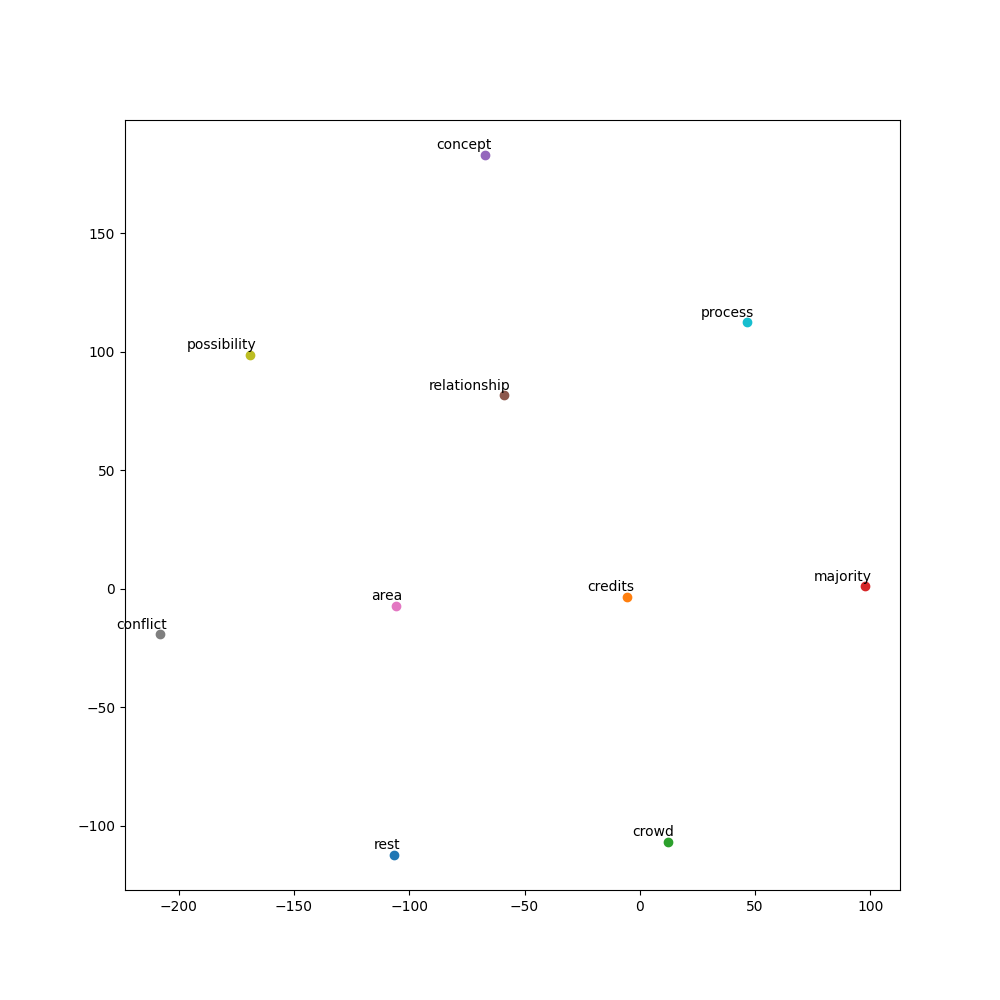 concept
150
process
possibility
100
relationship
50
majority
credits
0
area
conflict
−50
−100
crowd
rest
−200
−150
−100
−50
0
50
100